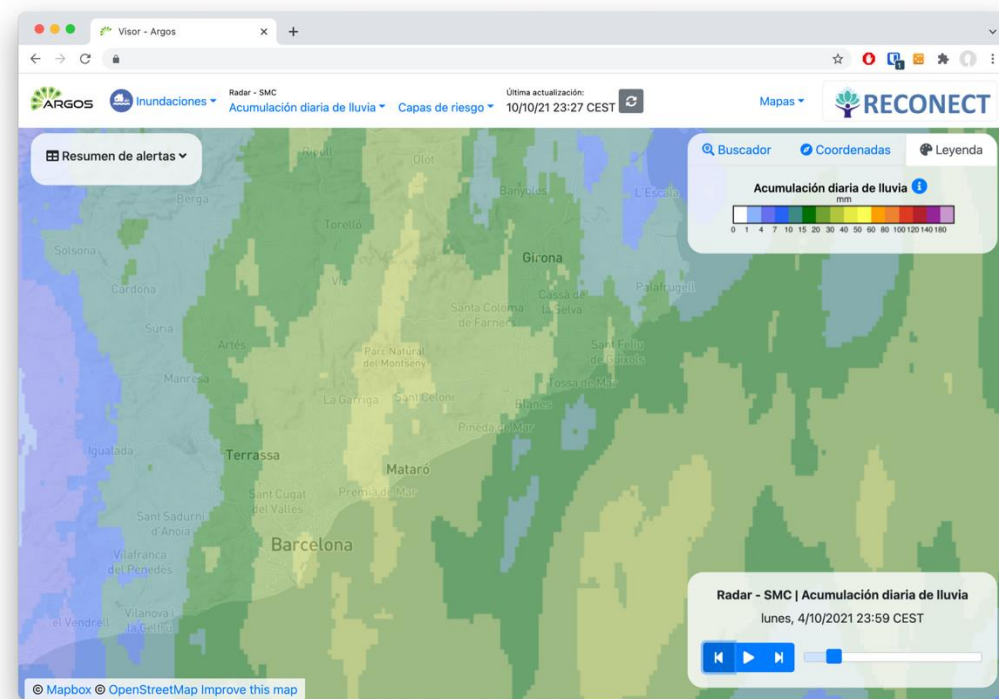 Visor - Argos
ARGOS
Inundaciones
Radar - SMC
Acumulación diaria de lluvia
Capas de riesgo
Última actualización:
10/10/21 23:27 CEST
Mapas
RECONECT
Resumen de alertas
Buscador
Coordenadas
Leyenda
Acumulación diaria de lluvia
mm
0 1 4 7 10 15 20 30 40 50 60 80 100 120 140 180
Ripoll
Olot
Berga
Banyoles
L'Escala
Torelló
Solsona
Girona
Cardona
Cassà de
la Selva
Palafrugell
Santa Coloma
de Farners
Súria
Artés
Parc Natural
del Montseny
Sant Feliu
de Guíxols
Manresa
Tossa de Mar
La Garriga
Sant Celoni
Blanes
Pineda de Mar
Igualada
Terrassa
Mataró
Sant Cugat
del Vallès
Premià de Mar
Sant Sadurní
d'Anoia
Barcelona
Vilafranca
del Penedès
Vilanova i
la Geltrú
el Vendrell
Radar - SMC | Acumulación diaria de lluvia
lunes, 4/10/2021 23:59 CEST
© Mapbox © OpenStreetMap Improve this map